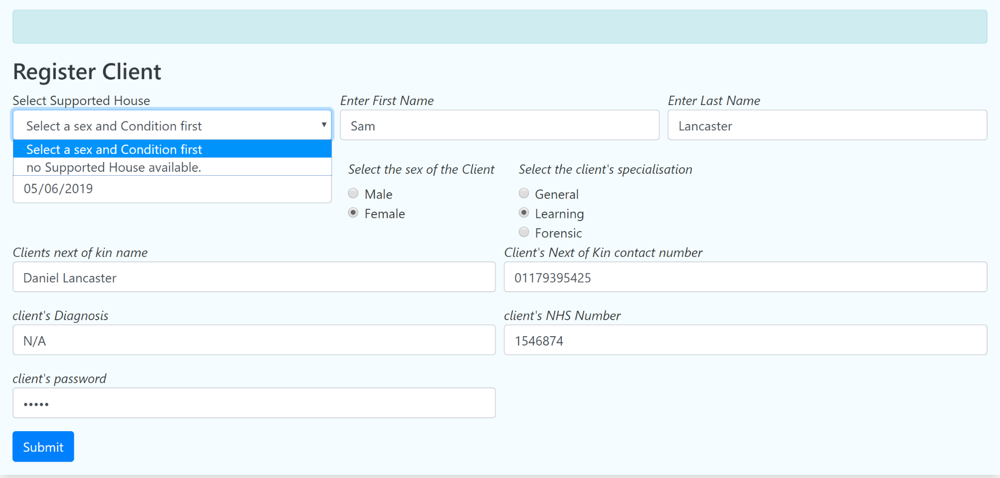 Register Client
Select Supported House
Enter First Name
Enter Last Name
Select a sex and Condition first
Sam
Lancaster
Select a sex and Condition first
no Supported House available.
05/06/2019
Select the sex of the Client
Male
Female
Select the client's specialisation
General
Learning
Forensic
Clients next of kin name
Client's Next of Kin contact number
Daniel Lancaster
01179395425
client's Diagnosis
client's NHS Number
N/A
1546874
client's password
•••••
Submit